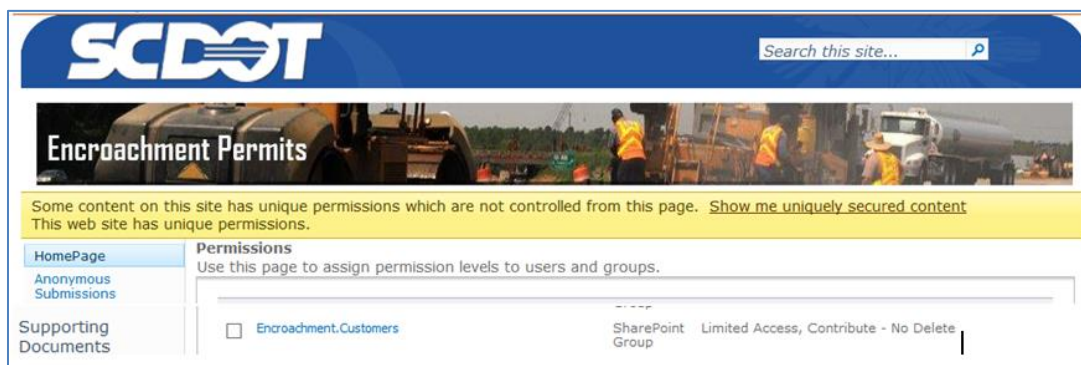 SCDOT
Search this site...
Encroachment Permits
Some content on this site has unique permissions which are not controlled from this page. Show me uniquely secured content
This web site has unique permissions.
HomePage
Anonymous
Submissions
Supporting
Documents
Permissions
Use this page to assign permission levels to users and groups.
Encroachment.Customers
SharePoint
Group
Limited Access, Contribute - No Delete